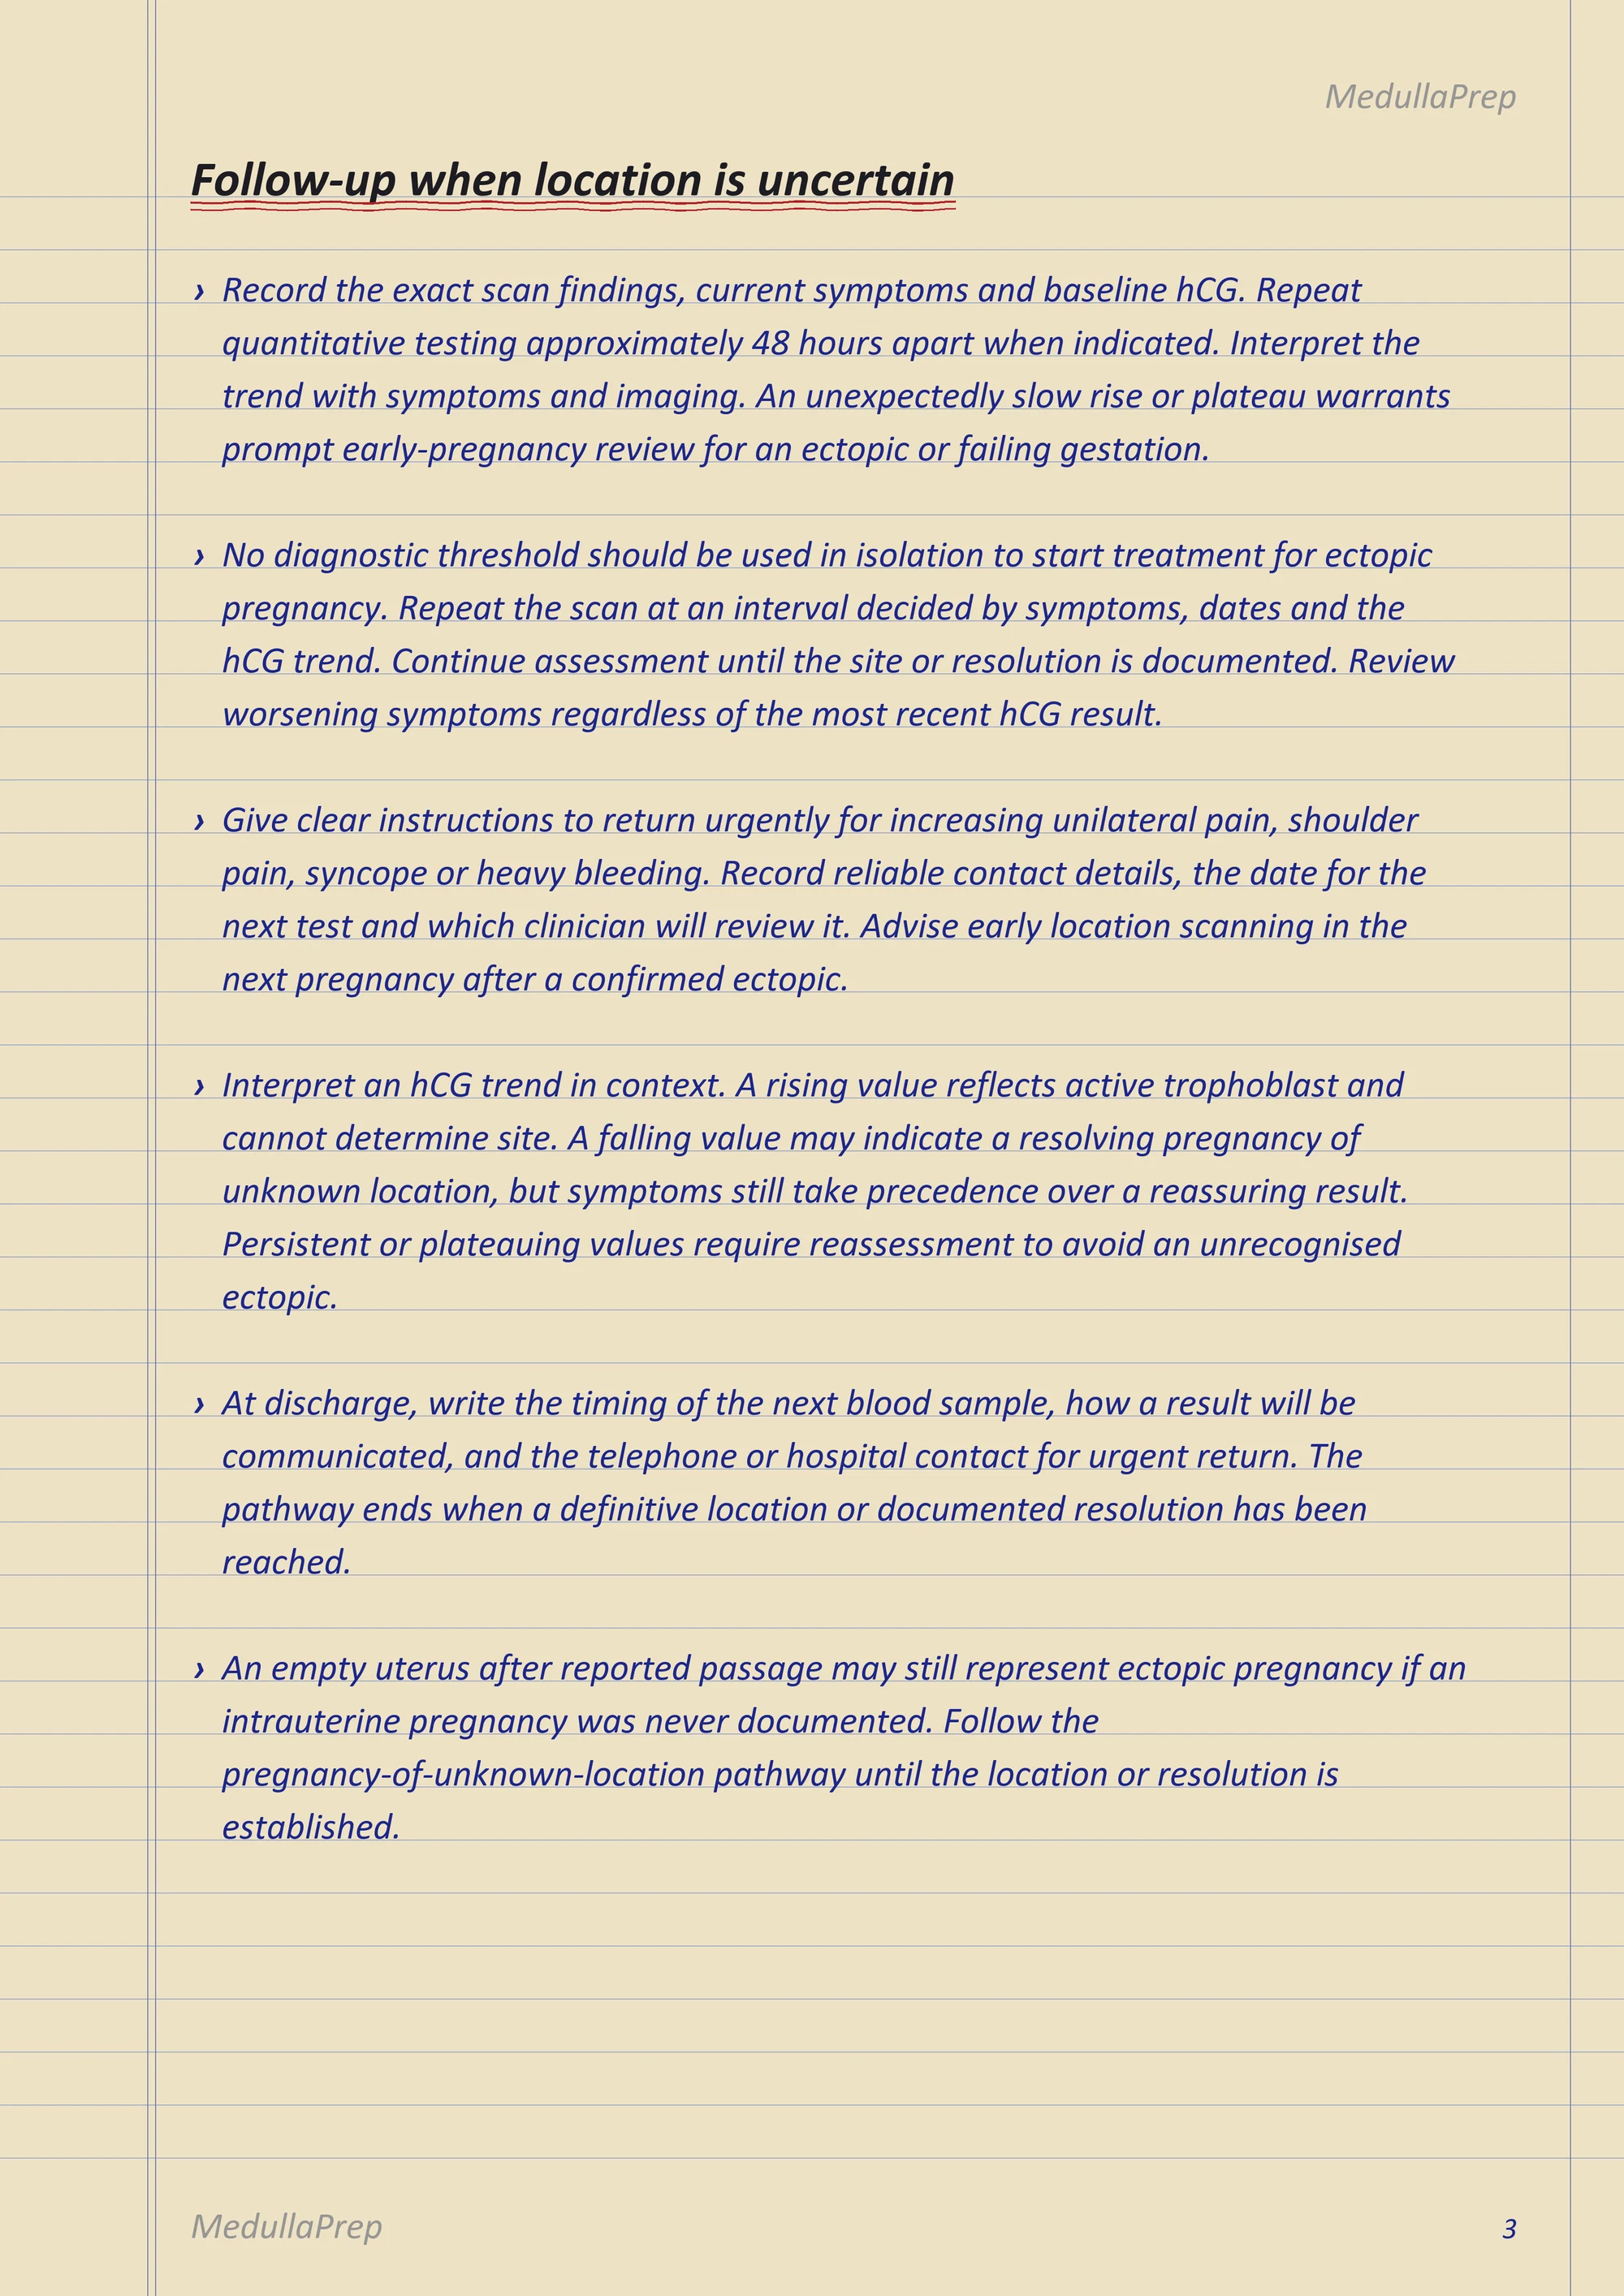 MedullaPrep
Follow-up when location is uncertain
› Record the exact scan findings, current symptoms and baseline hCG. Repeat
quantitative testing approximately 48 hours apart when indicated. Interpret the
trend with symptoms and imaging. An unexpectedly slow rise or plateau warrants
prompt early-pregnancy review for an ectopic or failing gestation.
› No diagnostic threshold should be used in isolation to start treatment for ectopic
pregnancy. Repeat the scan at an interval decided by symptoms, dates and the
hCG trend. Continue assessment until the site or resolution is documented. Review
worsening symptoms regardless of the most recent hCG result.
› Give clear instructions to return urgently for increasing unilateral pain, shoulder
pain, syncope or heavy bleeding. Record reliable contact details, the date for the
next test and which clinician will review it. Advise early location scanning in the
next pregnancy after a confirmed ectopic.
› Interpret an hCG trend in context. A rising value reflects active trophoblast and
cannot determine site. A falling value may indicate a resolving pregnancy of
unknown location, but symptoms still take precedence over a reassuring result.
Persistent or plateauing values require reassessment to avoid an unrecognised
ectopic.
› At discharge, write the timing of the next blood sample, how a result will be
communicated, and the telephone or hospital contact for urgent return. The
pathway ends when a definitive location or documented resolution has been
reached.
› An empty uterus after reported passage may still represent ectopic pregnancy if an
intrauterine pregnancy was never documented. Follow the
pregnancy-of-unknown-location pathway until the location or resolution is
established.
MedullaPrep
3